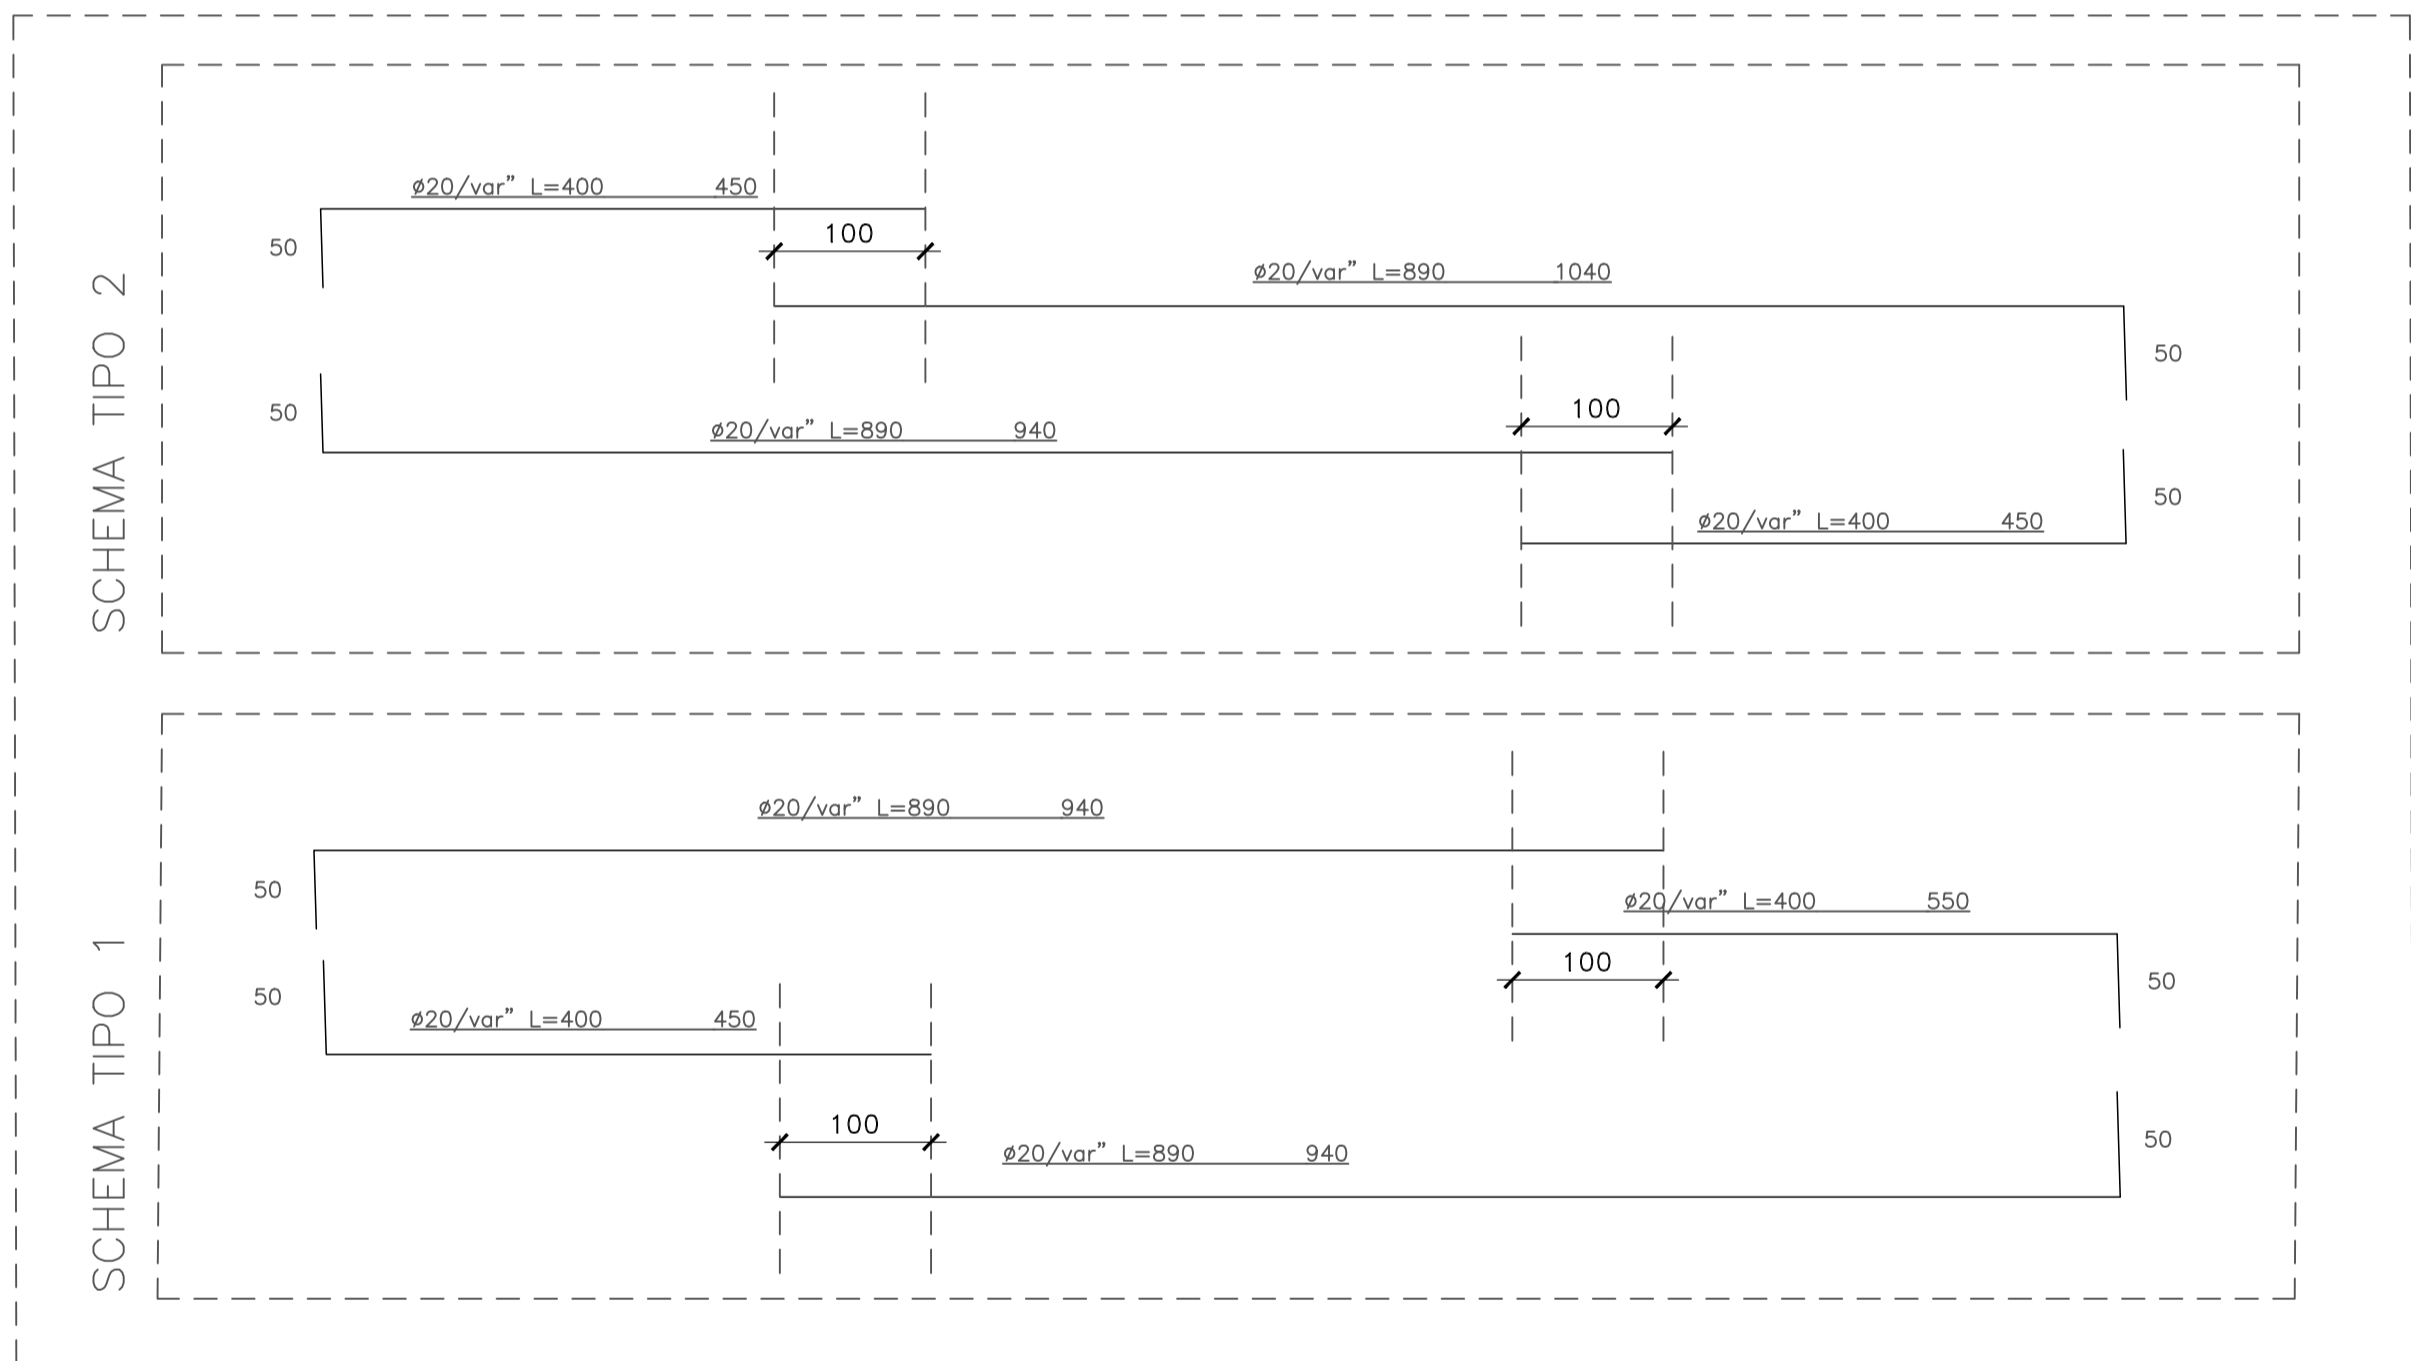 SCHEMA TIPO 2
ø20/var” L=400 450
50
100
ø20/var” L=890 1040
50
50
100
ø20/var” L=890 940
50
ø20/var” L=400 450
SCHEMA TIPO 1
ø20/var” L=890 940
50
ø20/var” L=400 550
100
50
50
ø20/var” L=400 450
100
50
ø20/var” L=890 940